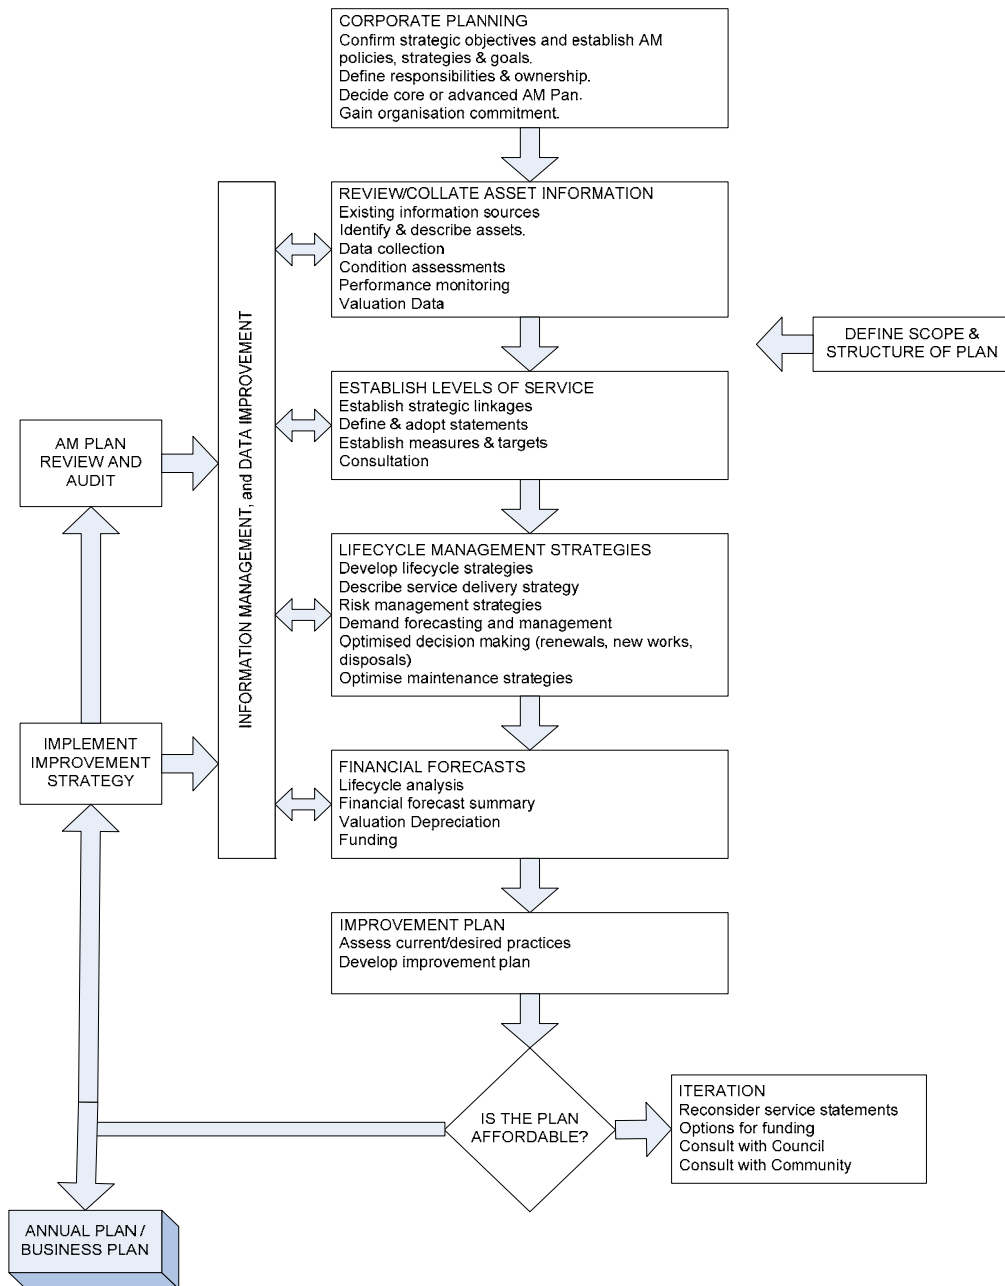 CORPORATE PLANNING
Confirm strategic objectives and establish AM
policies, strategies & goals.
Define responsibilities & ownership.
Decide core or advanced AM Pan.
Gain organisation commitment.
REVIEW/COLLATE ASSET INFORMATION
Existing information sources
Identify & describe assets.
Data collection
Condition assessments
Performance monitoring
Valuation Data
DEFINE SCOPE &
STRUCTURE OF PLAN
INFORMATION MANAGEMENT, and DATA IMPROVEMENT
ESTABLISH LEVELS OF SERVICE
Establish strategic linkages
Define & adopt statements
Establish measures & targets
Consultation
AM PLAN
REVIEW AND
AUDIT
LIFECYCLE MANAGEMENT STRATEGIES
Develop lifecycle strategies
Describe service delivery strategy
Risk management strategies
Demand forecasting and management
Optimised decision making (renewals, new works,
disposals)
Optimise maintenance strategies
IMPLEMENT
IMPROVEMENT
STRATEGY
FINANCIAL FORECASTS
Lifecycle analysis
Financial forecast summary
Valuation Depreciation
Funding
IMPROVEMENT PLAN
Assess current/desired practices
Develop improvement plan
IS THE PLAN
AFFORDABLE?
ITERATION
Reconsider service statements
Options for funding
Consult with Council
Consult with Community
ANNUAL PLAN /
BUSINESS PLAN